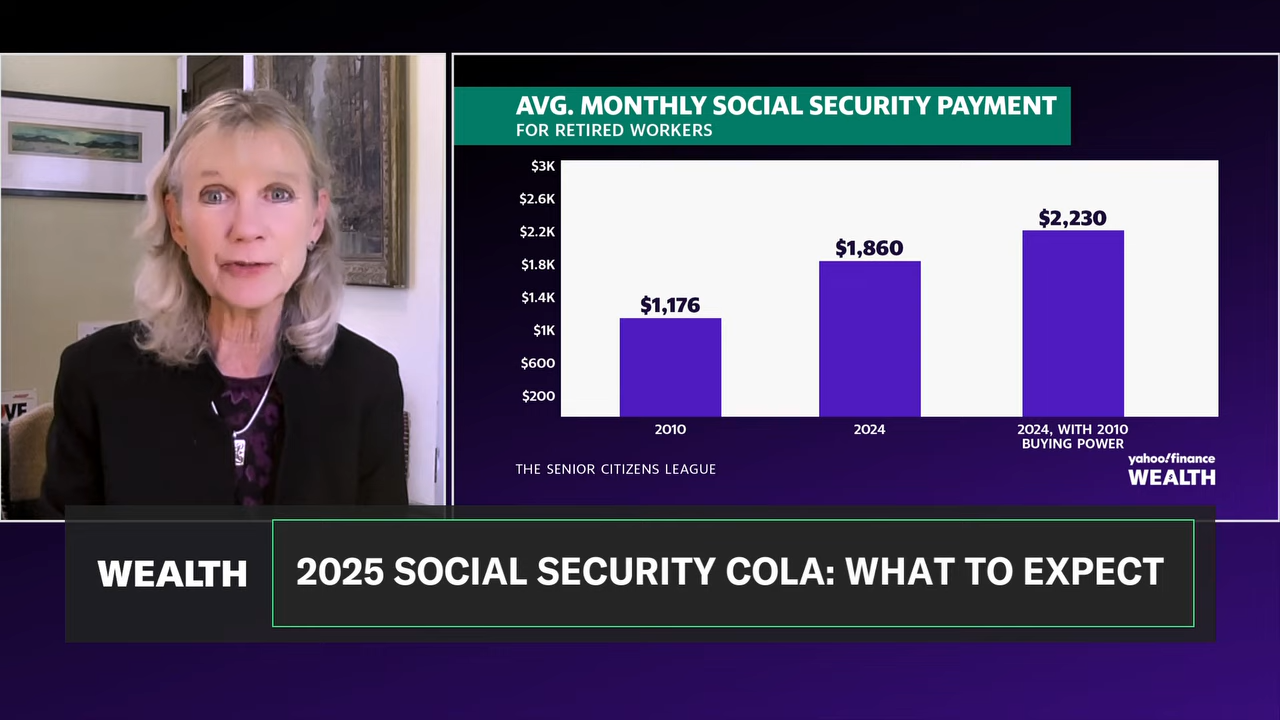 AVG. MONTHLY SOCIAL SECURITY PAYMENT
FOR RETIRED WORKERS
$3K
$2.6K
$2.2K
$1.8K
$1.4K
$1K
$600
$200
$1,176
$1,860
$2,230
2010
2024
2024, WITH 2010
BUYING POWER
THE SENIOR CITIZENS LEAGUE
yahoo!finance
WEALTH
VE
WEALTH
2025 SOCIAL SECURITY COLA: WHAT TO EXPECT